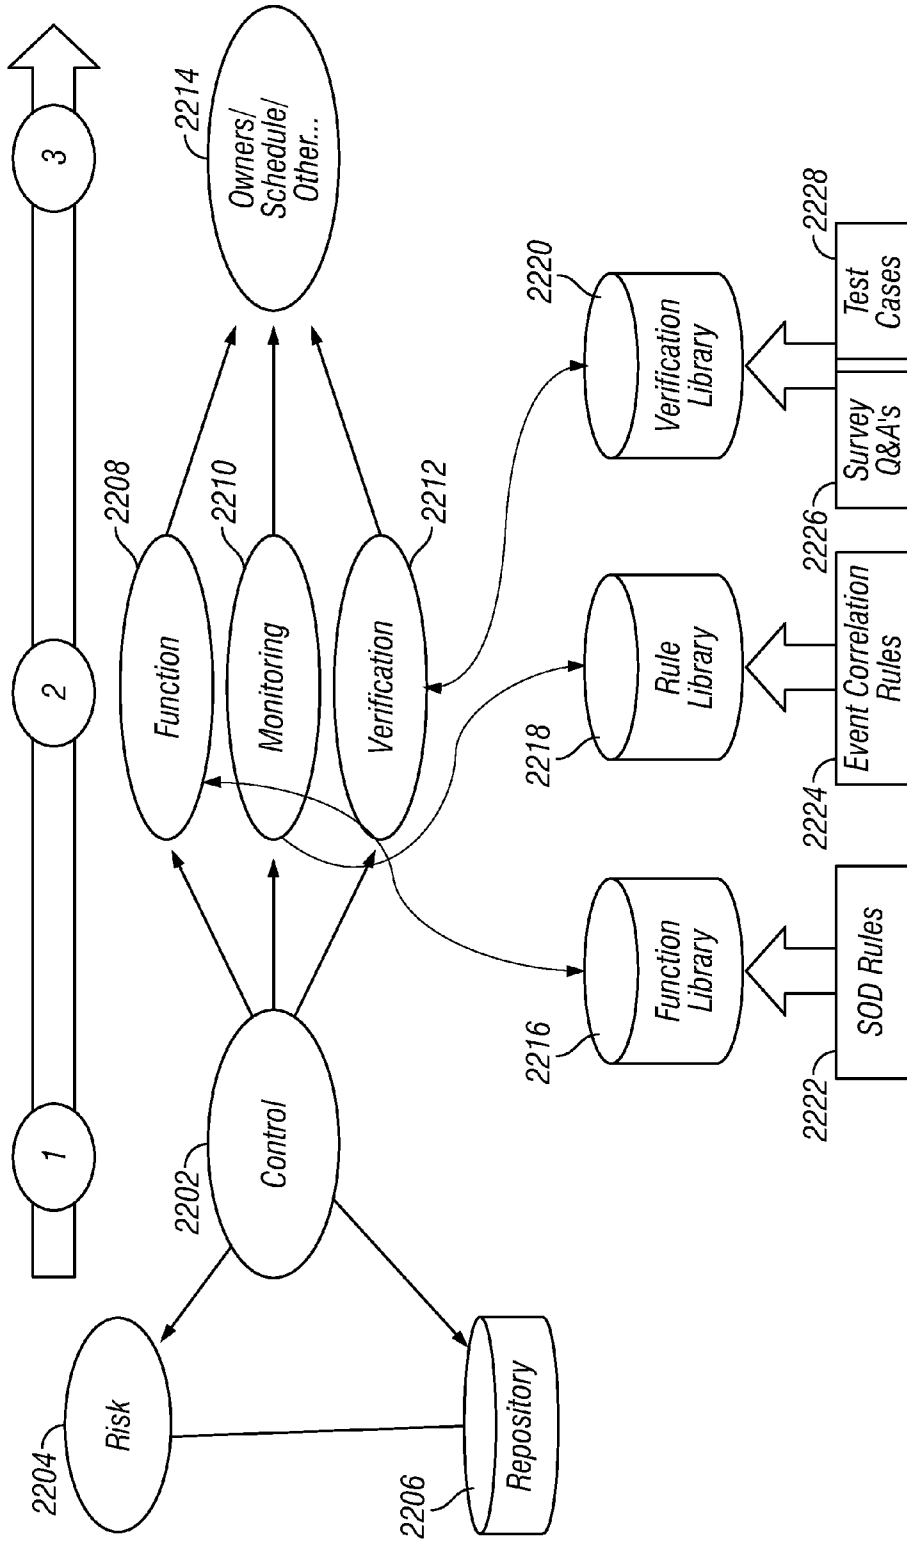 1
2
3
2204
Risk
2202
Control
2206
Repository
2208
Function
2210
Monitoring
2212
Verification
2214
Owners/
Schedule/
Other...
2216
Function
Library
2218
Rule
Library
2220
Verification
Library
2222
SOD Rules
2224
Event Correlation
Rules
2226
Survey
Q&A's
2228
Test
Cases